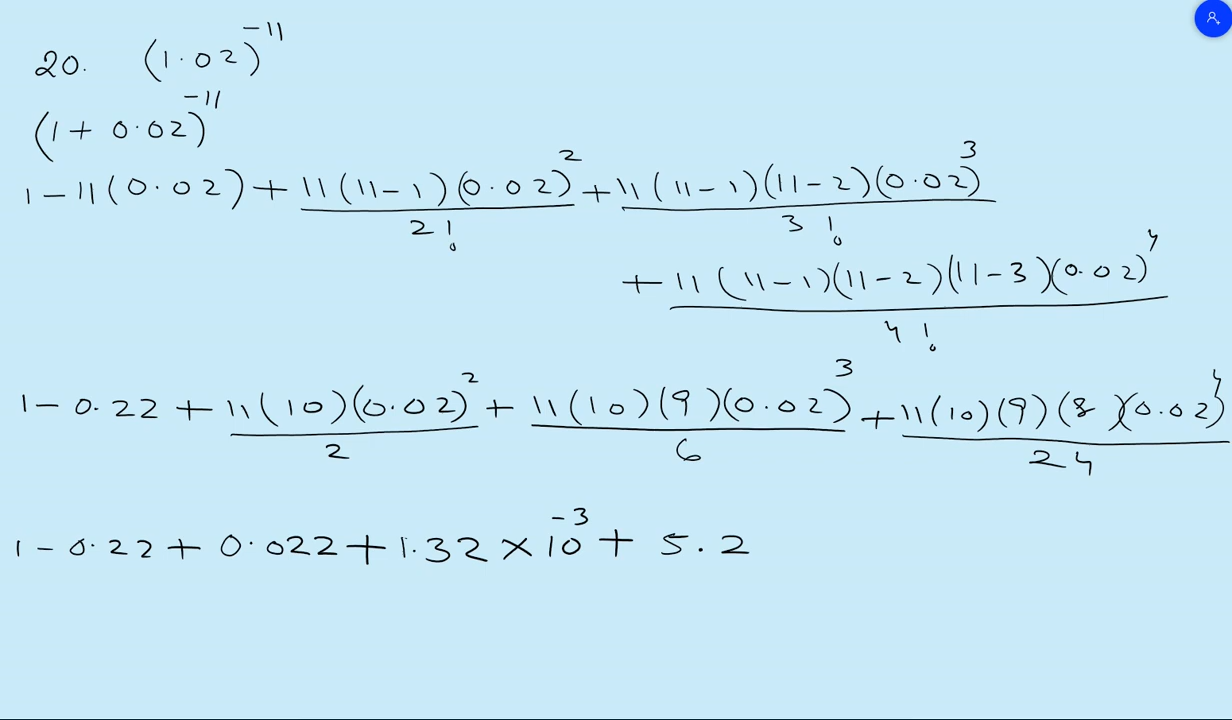 20. (1.02)^-11
(1 + 0.02)^-11
1 - 11(0.02) + 11(11-1)(0.02)^2/2! + 11(11-1)(11-2)(0.02)^3/3!
+ 11(11-1)(11-2)(11-3)(0.02)^4/4!
1 - 0.22 + 11(10)(0.02)^2/2 + 11(10)(9)(0.02)^3/6 + 11(10)(9)(8)(0.02)^4/24
1 - 0.22 + 0.022 + 1.32 × 10^-3 + 5.2